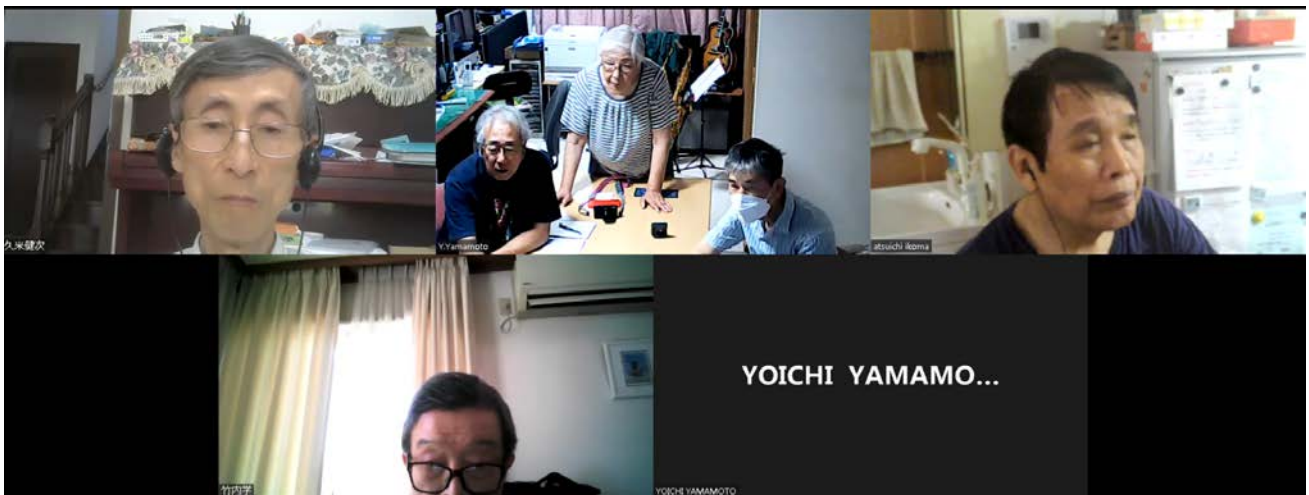 久米健次
Y.Yamamoto
atsuichi ikoma
竹内学
YOICHI YAMAMO...
YOICHI YAMAMOTO